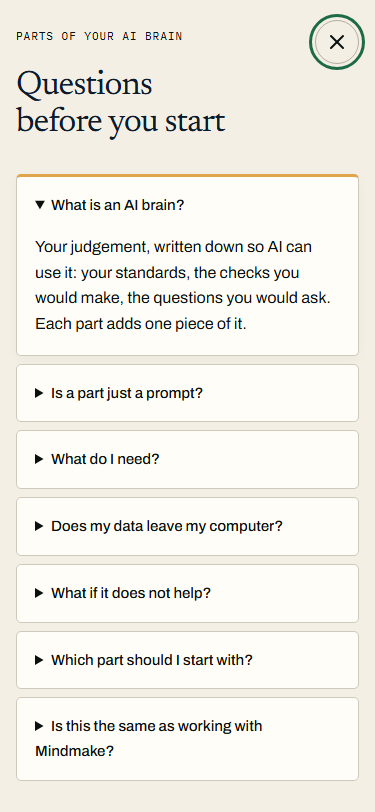 PARTS OF YOUR AI BRAIN
Questions
before you start
What is an AI brain?
Your judgement, written down so AI can
use it: your standards, the checks you
would make, the questions you would ask.
Each part adds one piece of it.
Is a part just a prompt?
What do I need?
Does my data leave my computer?
What if it does not help?
Which part should I start with?
Is this the same as working with
Mindmake?